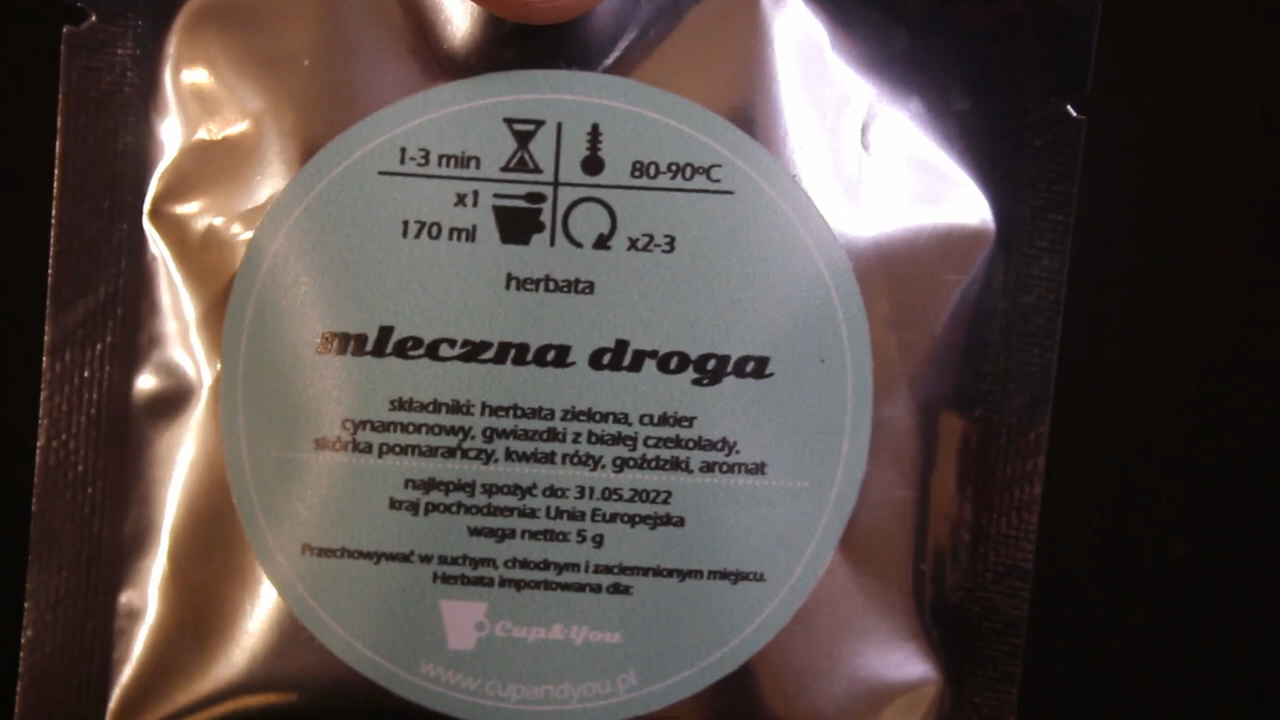 1-3 min 80-90°C
x1
170 ml x2-3
herbata
mleczna droga
składniki: herbata zielona, cukier
cynamonowy, gwiazdki z białej czekolady,
skórka pomarańczy, kwiat róży, goździki, aromat
najlepiej spożyć do: 31.05.2022
kraj pochodzenia: Unia Europejska
waga netto: 5 g
Przechowywać w suchym, chłodnym i zaciemnionym miejscu.
Herbata importowana dla:
Cup&You
www.cupandyou.pl